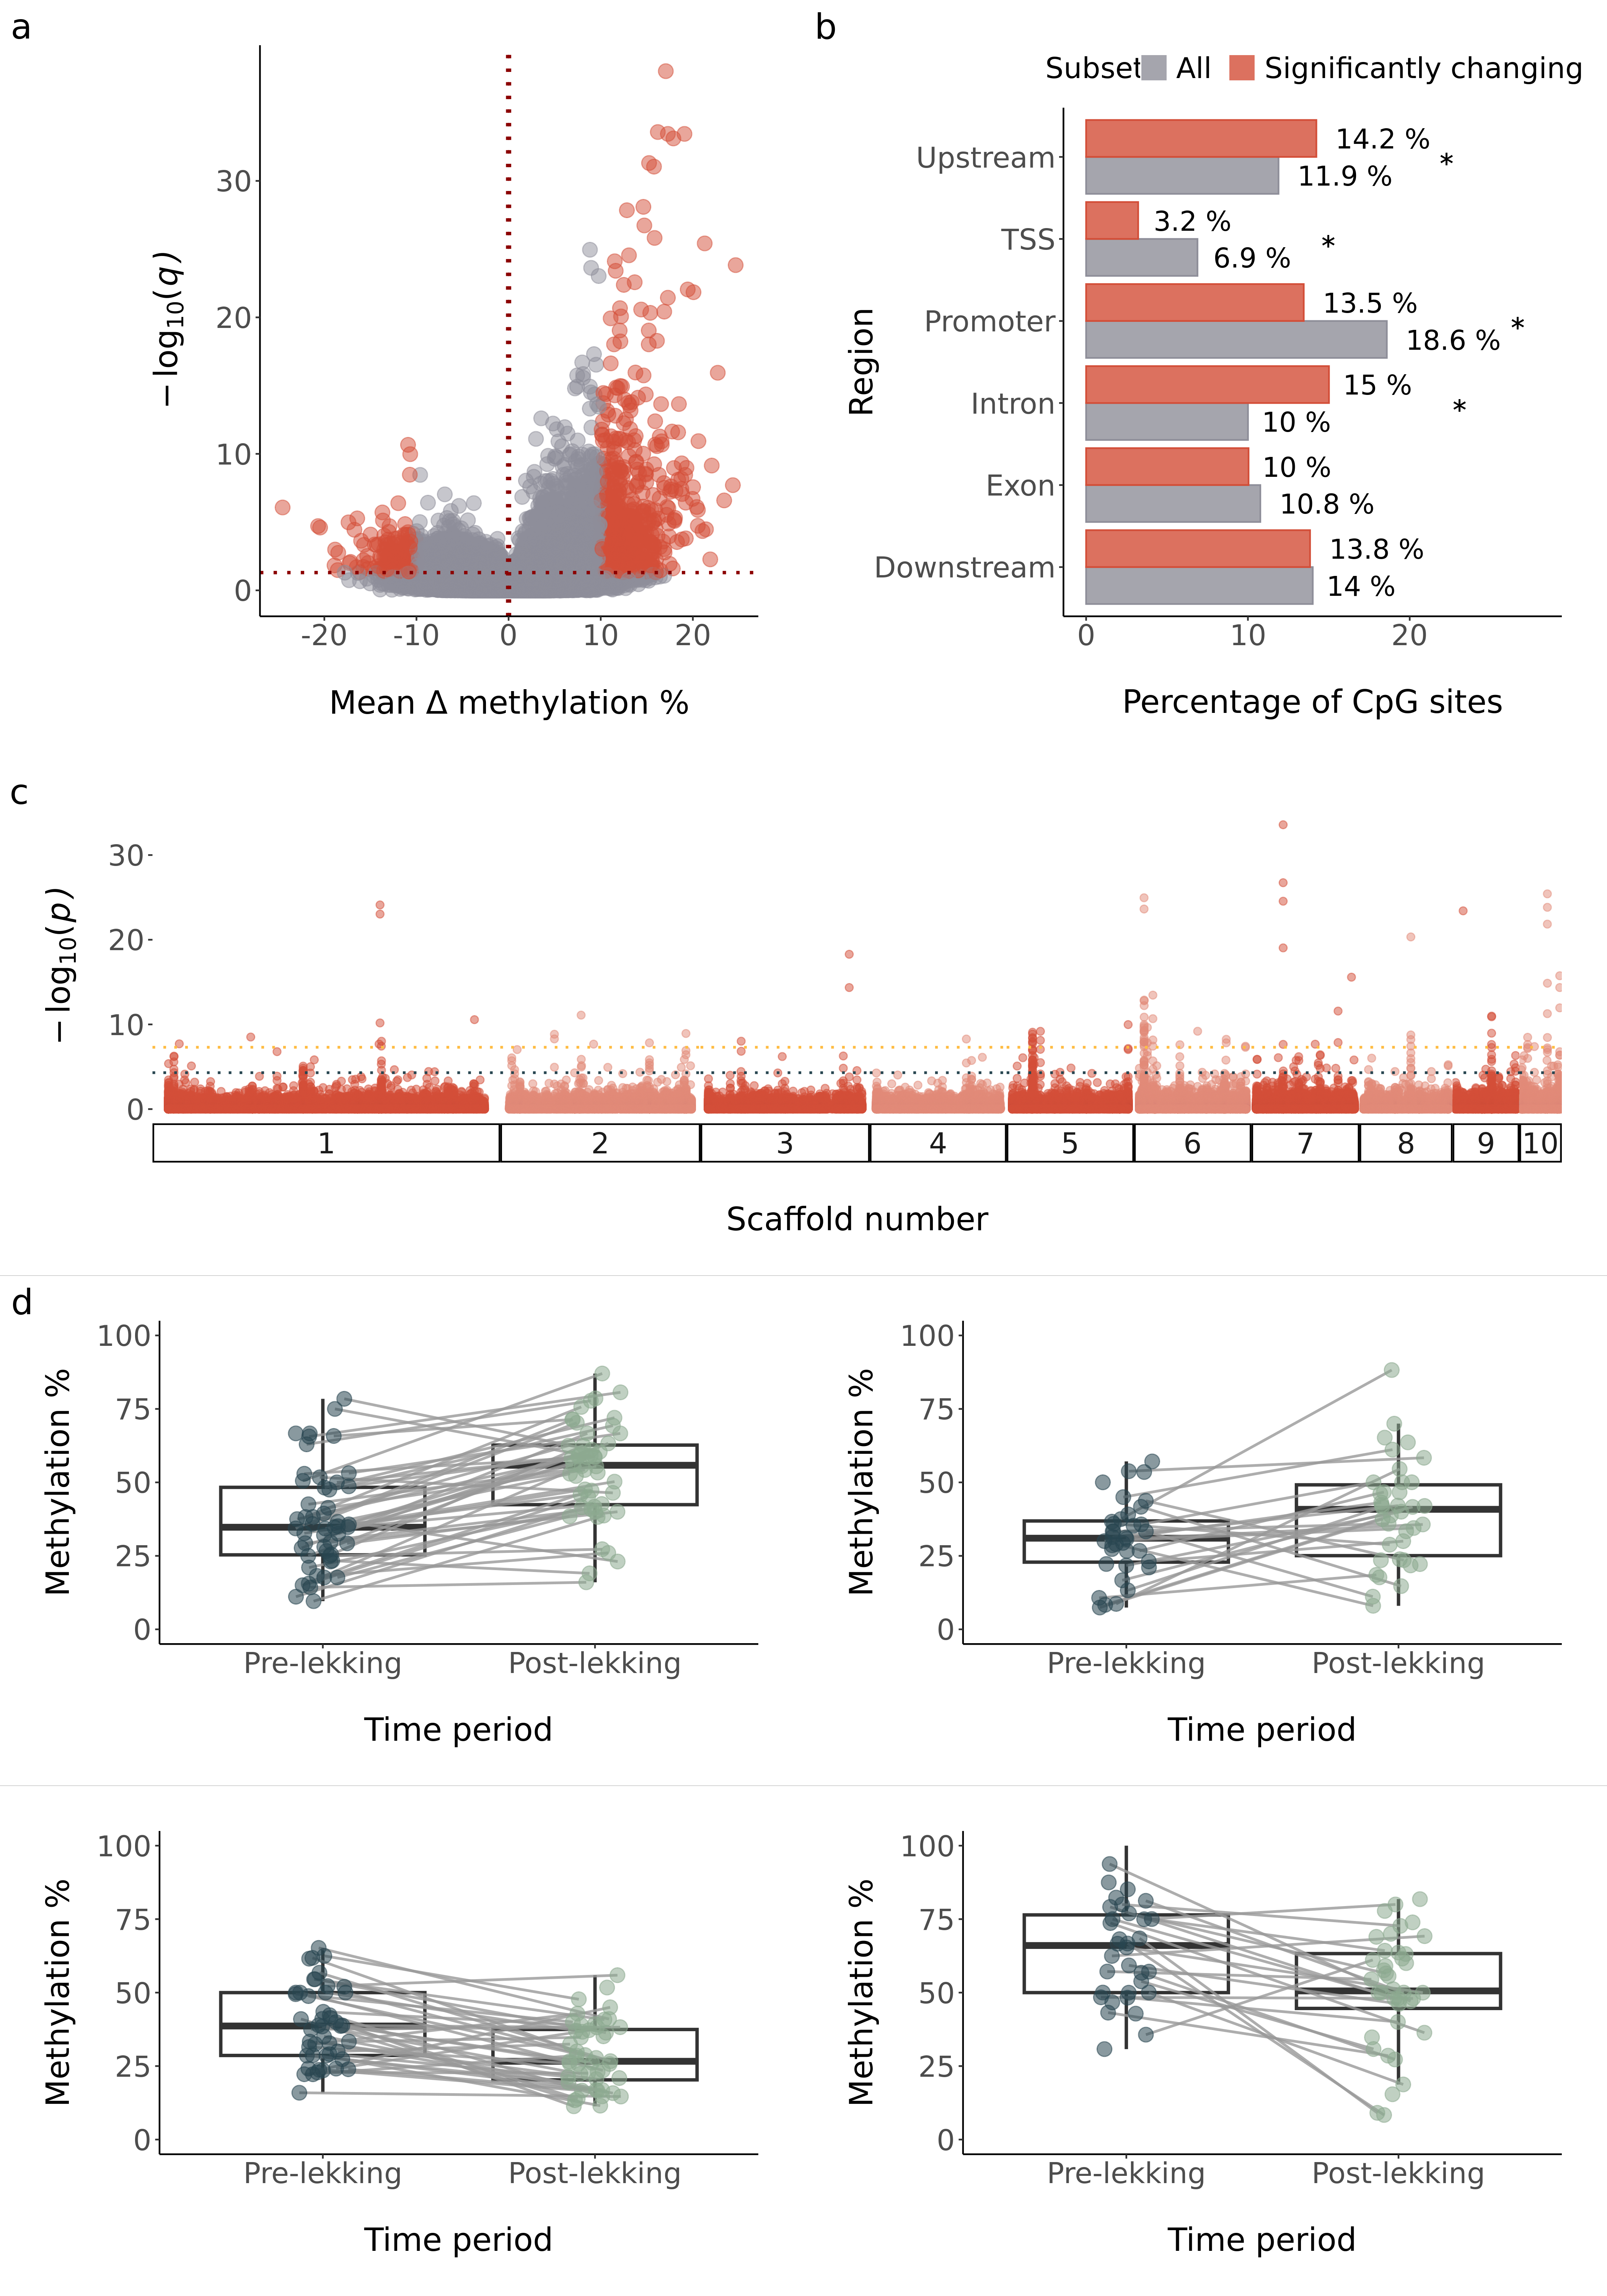 a
− log10(q)
30
20
10
0
-20 -10 0 10 20
Mean Δ methylation %
b
Subset All Significantly changing
Region
Upstream 14.2 %
11.9 % *
TSS 3.2 %
6.9 % *
Promoter 13.5 %
18.6 % *
Intron 15 %
10 % *
Exon 10 %
10.8 %
Downstream 13.8 %
14 %
0 10 20
Percentage of CpG sites
c
− log10(p)
30
20
10
0
1 2 3 4 5 6 7 8 9 10
Scaffold number
d
Methylation %
100
75
50
25
0
Pre-lekking Post-lekking
Time period
Methylation %
100
75
50
25
0
Pre-lekking Post-lekking
Time period
Methylation %
100
75
50
25
0
Pre-lekking Post-lekking
Time period
Methylation %
100
75
50
25
0
Pre-lekking Post-lekking
Time period